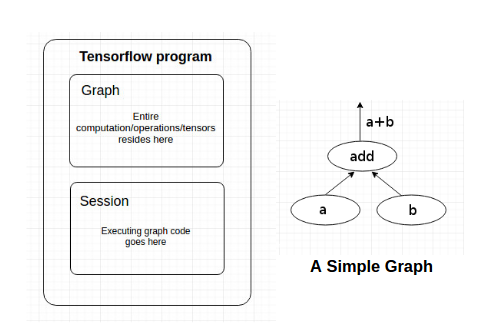 Tensorflow program
Graph
Entire
computation/operations/tensors
resides here
Session
Executing graph code
goes here
a+b
add
a
b
A Simple Graph